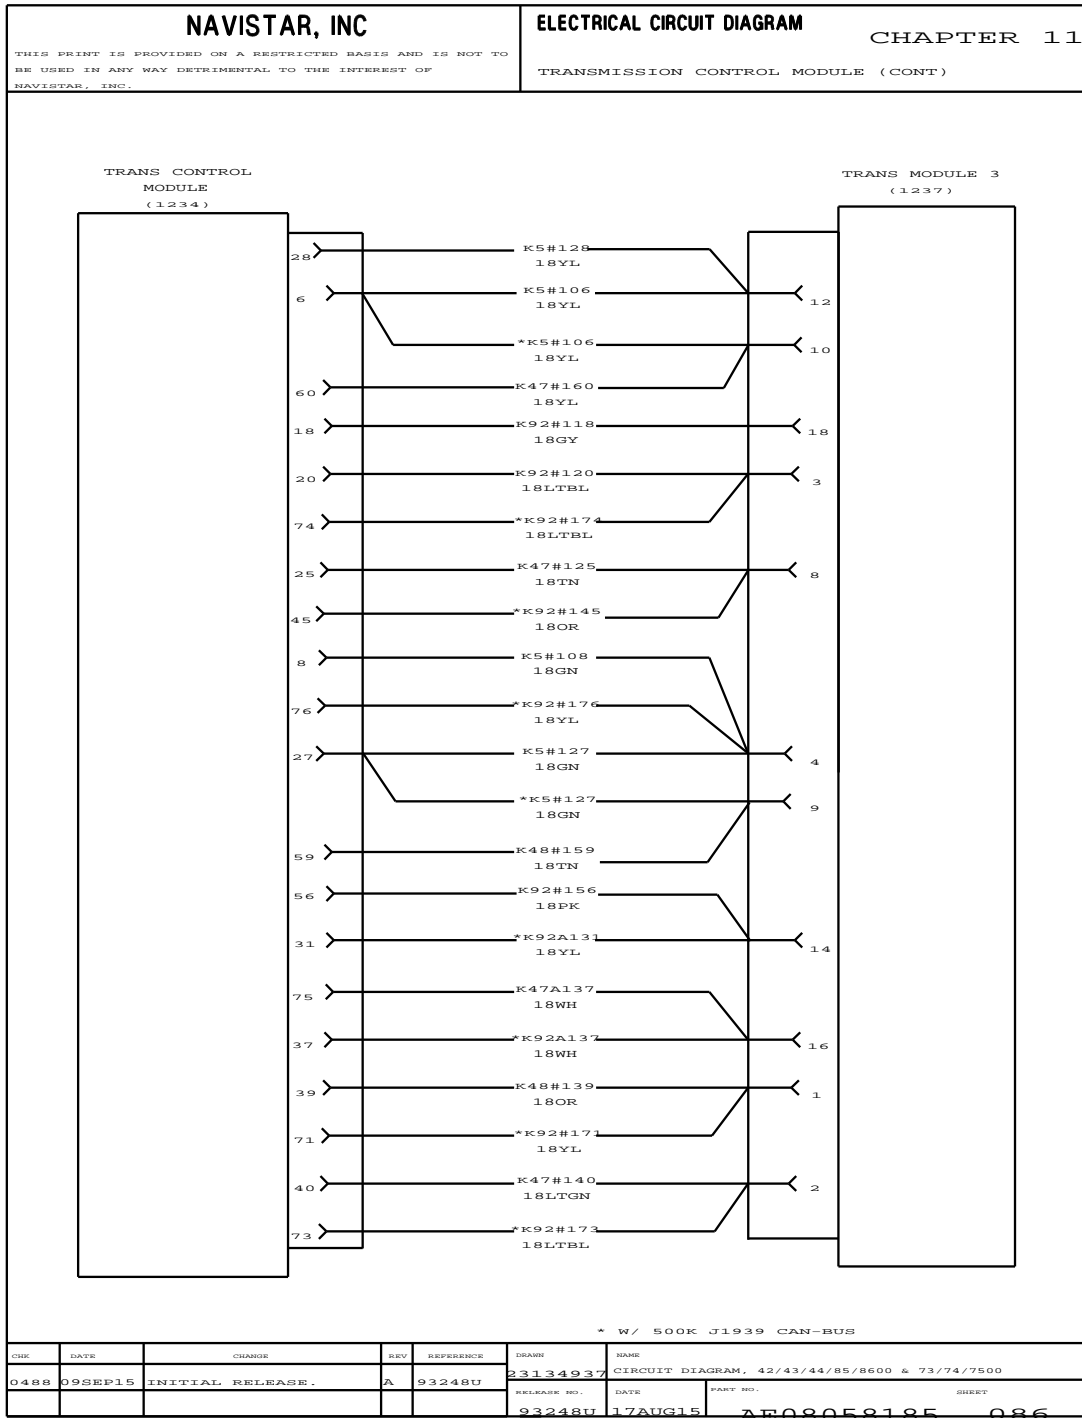 NAVISTAR, INC
THIS PRINT IS PROVIDED ON A RESTRICTED BASIS AND IS NOT TO
BE USED IN ANY WAY DETRIMENTAL TO THE INTEREST OF
NAVISTAR, INC.
ELECTRICAL CIRCUIT DIAGRAM
CHAPTER 11
TRANSMISSION CONTROL MODULE (CONT)
TRANS CONTROL
MODULE
(1234)
TRANS MODULE 3
(1237)
28
K5#128
18YL
6
K5#106
18YL
12
*K5#106
18YL
10
60
K47#160
18YL
18
K92#118
18GY
18
20
K92#120
18LTBL
3
74
*K92#174
18LTBL
25
K47#125
18TN
8
45
*K92#145
18OR
8
K5#108
18GN
76
*K92#176
18YL
27
K5#127
18GN
4
*K5#127
18GN
9
59
K48#159
18TN
56
K92#156
18PK
31
*K92A131
18YL
14
75
K47A137
18WH
37
*K92A137
18WH
16
39
K48#139
18OR
1
71
*K92#171
18YL
40
K47#140
18LTGN
2
73
*K92#173
18LTBL
* W/ 500K J1939 CAN-BUS
CHK DATE CHANGE REV REFERENCE
0488 09SEP15 INITIAL RELEASE. A 93248U
DRAWN
23134937
NAME
CIRCUIT DIAGRAM, 42/43/44/85/8600 & 73/74/7500
RELEASE NO.
93248U
DATE
17AUG15
PART NO. SHEET
AE08058185 086